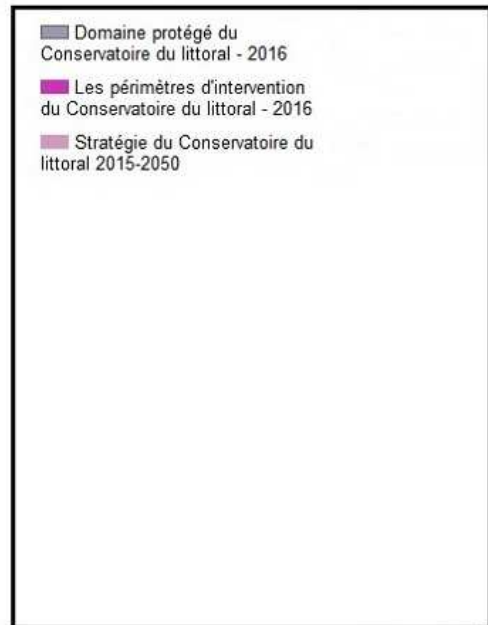 Domaine protégé du
Conservatoire du littoral - 2016
Les périmètres d'intervention
du Conservatoire du littoral - 2016
Stratégie du Conservatoire du
littoral 2015-2050